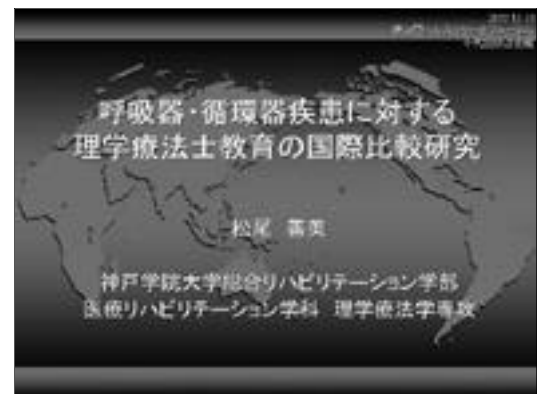 呼吸器・循環器疾患に対する
理学療法士教育の国際比較研究
松尾 善美
神戸学院大学総合リハビリテーション学部
医療リハビリテーション学科 理学療法学専攻